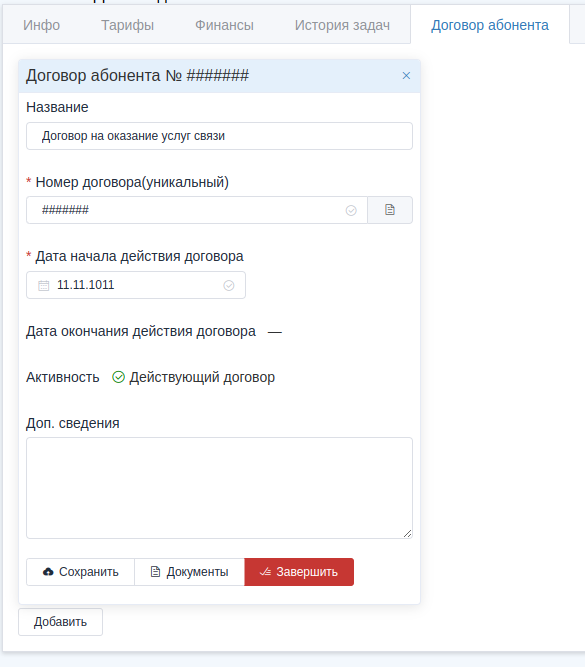 Инфо Тарифы Финансы История задач Договор абонента
Договор абонента № #######
Название
Договор на оказание услуг связи
* Номер договора(уникальный)
#######
* Дата начала действия договора
11.11.1011
Дата окончания действия договора —
Активность Действующий договор
Доп. сведения
Сохранить Документы Завершить
Добавить